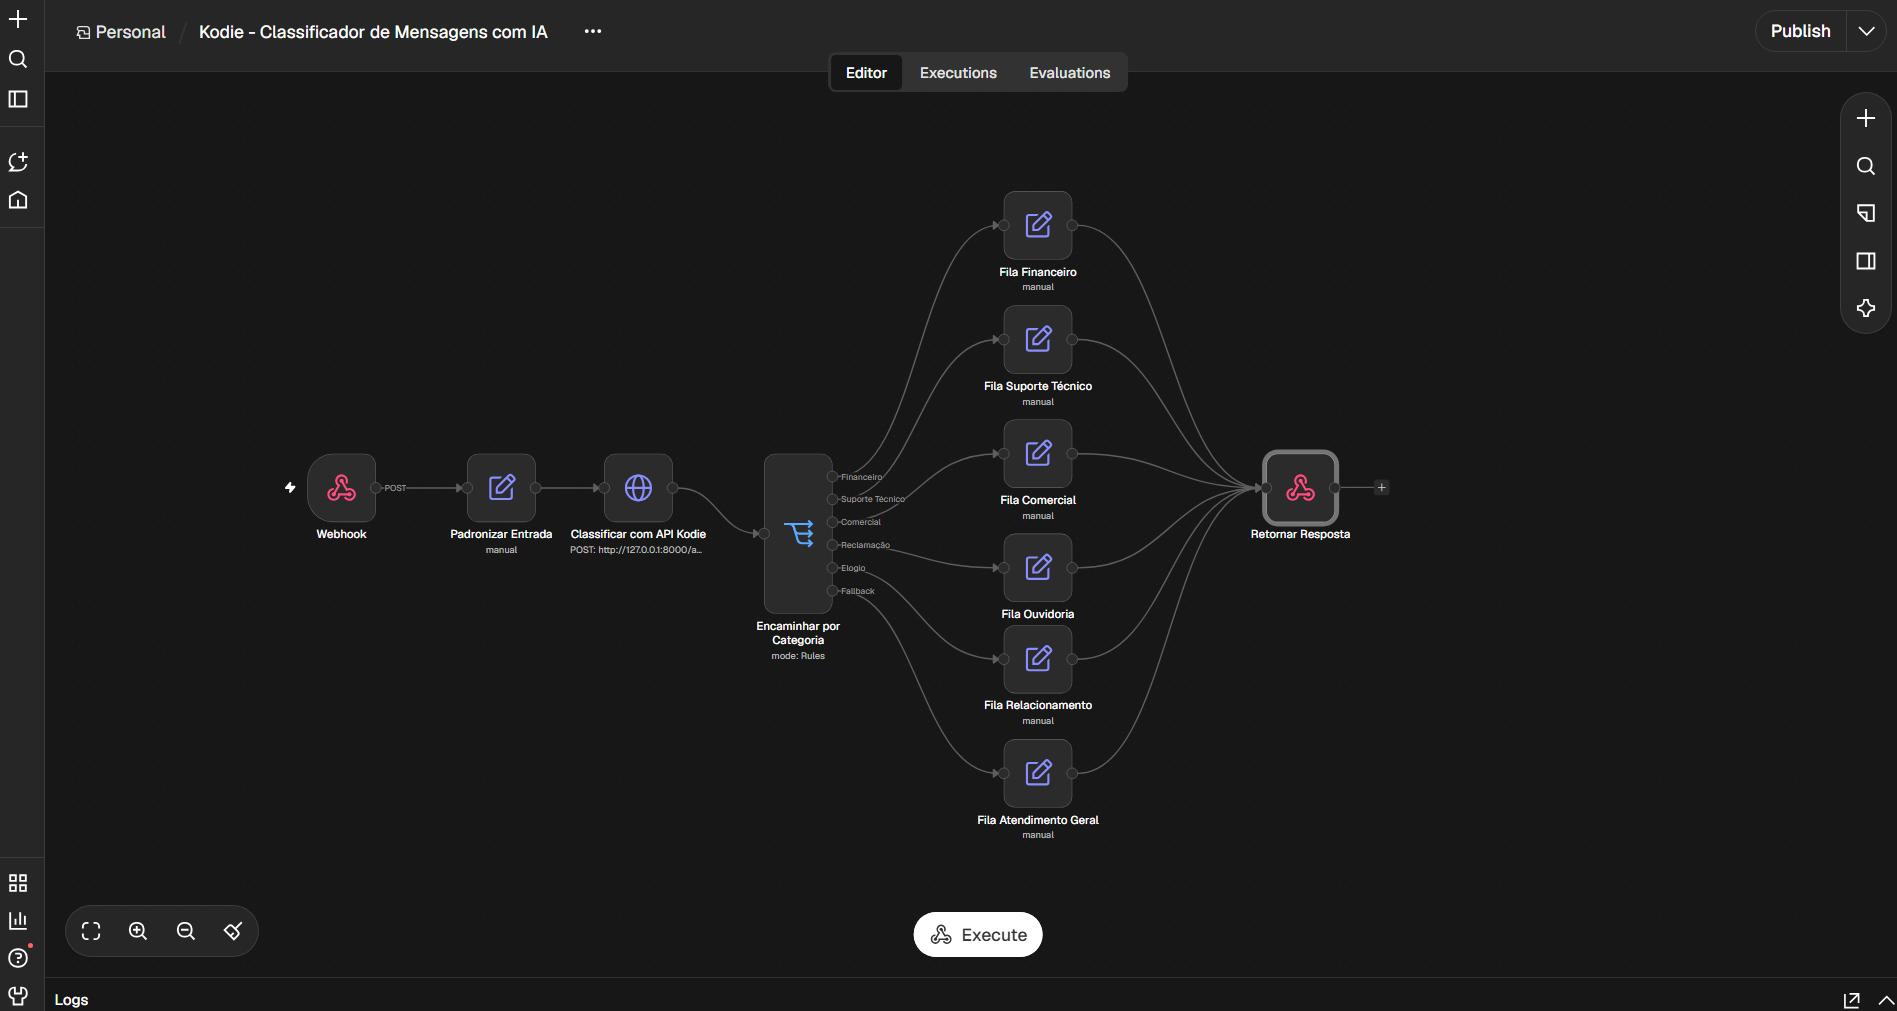 Personal / Kodie - Classificador de Mensagens com IA
Publish
Editor Executions Evaluations
Fila Financeiro
manual
Fila Suporte Técnico
manual
Fila Comercial
manual
Webhook
POST
Padronizar Entrada
manual
Classificar com API Kodie
POST: http://127.0.0.1:8000/a...
Financeiro
Suporte Técnico
Comercial
Reclamação
Elogio
Fallback
Encaminhar por
Categoria
mode: Rules
Retornar Resposta
Fila Ouvidoria
Fila Relacionamento
manual
Fila Atendimento Geral
manual
Execute
Logs